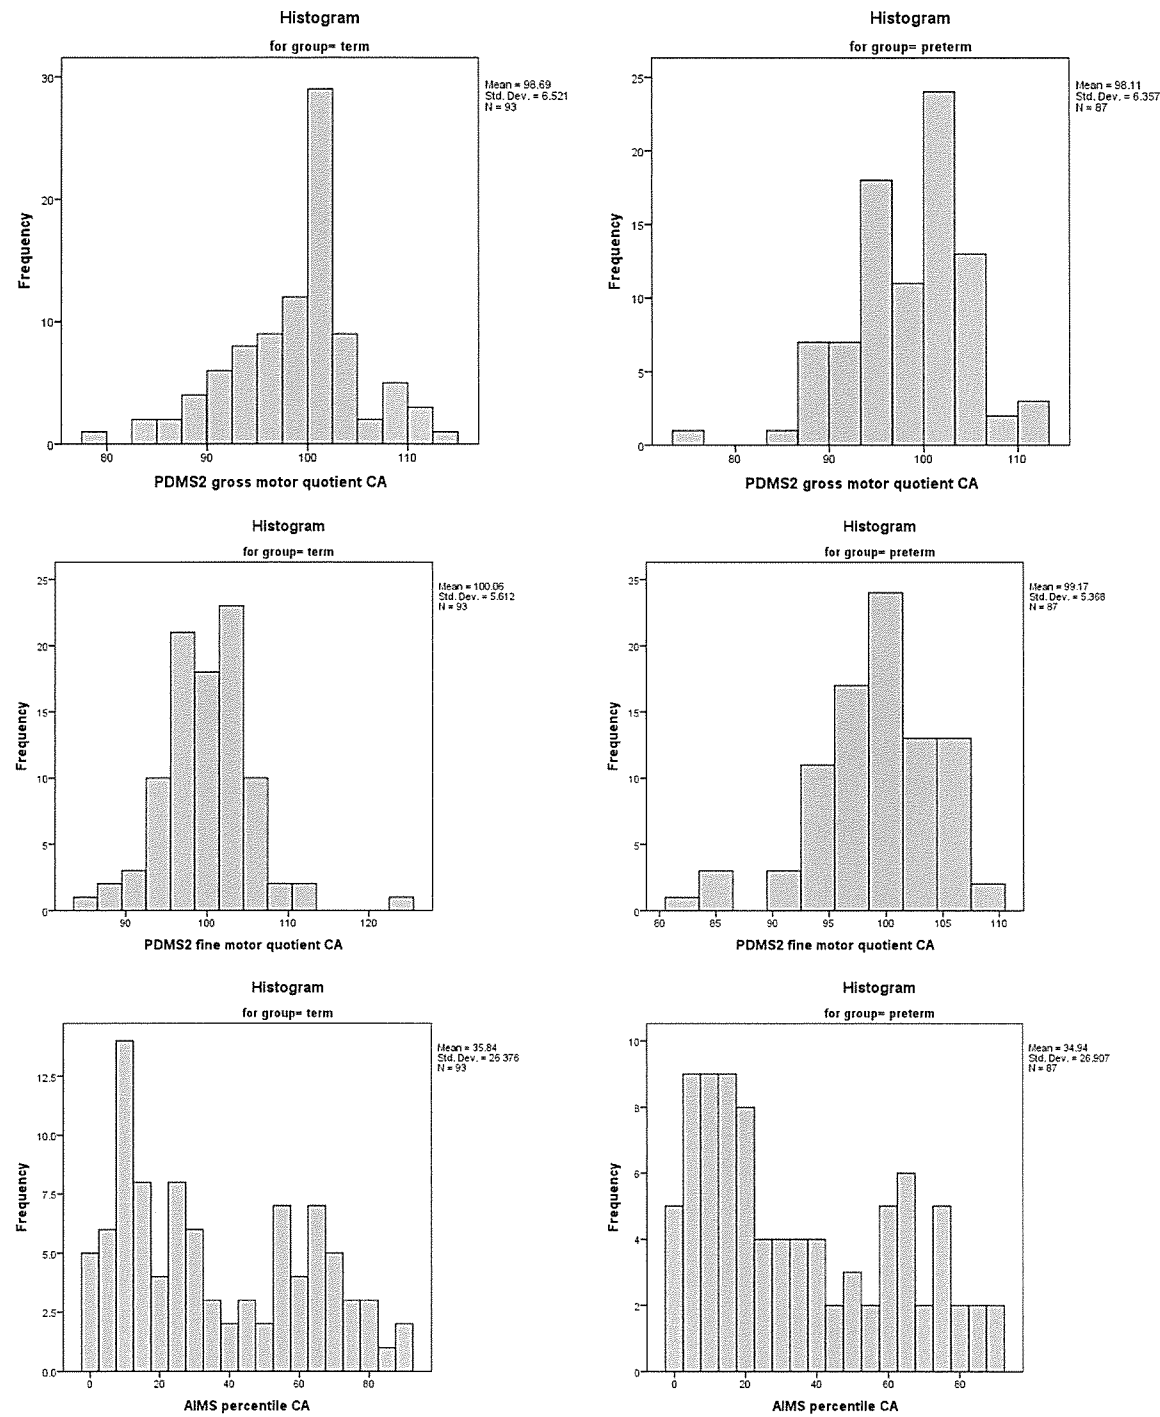 Histogram
for group= term
Mean = 98.69
Std. Dev. = 6.521
N = 93
30
20
10
0
Frequency
80 90 100 110
PDMS2 gross motor quotient CA
Histogram
for group= preterm
Mean = 98.11
Std. Dev. = 6.357
N = 87
25
20
15
10
5
0
Frequency
80 90 100 110
PDMS2 gross motor quotient CA
Histogram
for group= term
Mean = 100.06
Std. Dev. = 5.612
N = 93
25
20
15
10
5
0
Frequency
90 100 110 120
PDMS2 fine motor quotient CA
Histogram
for group= preterm
Mean = 99.17
Std. Dev. = 5.368
N = 87
25
20
15
10
5
0
Frequency
80 85 90 95 100 105 110
PDMS2 fine motor quotient CA
Histogram
for group= term
Mean = 35.84
Std. Dev. = 26.376
N = 93
12.5
10.0
7.5
5.0
2.5
0.0
Frequency
0 20 40 60 80
AIMS percentile CA
Histogram
for group= preterm
Mean = 34.94
Std. Dev. = 26.907
N = 87
10
8
6
4
2
0
Frequency
0 20 40 60 80
AIMS percentile CA